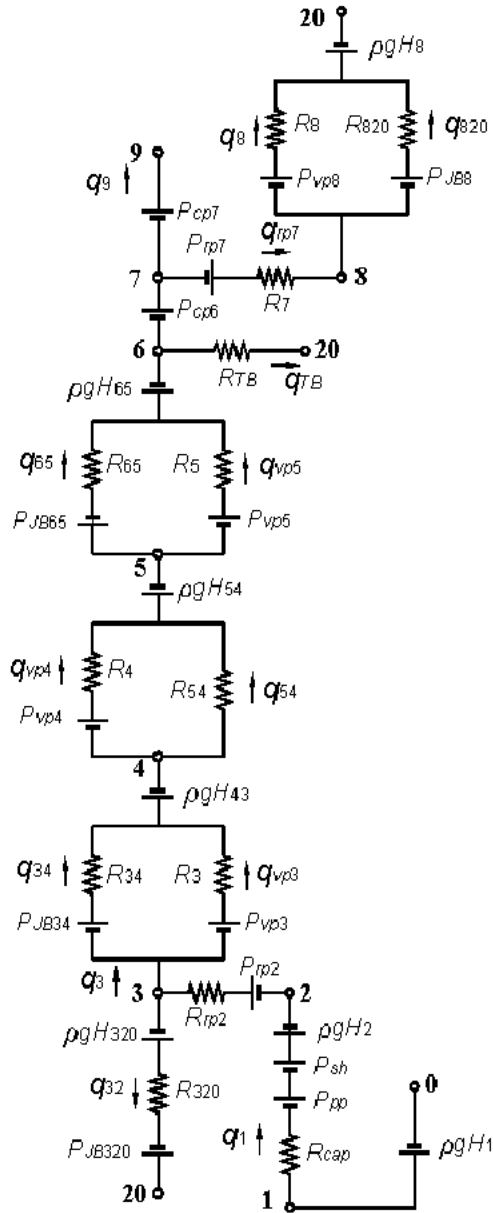 20
ρgH8
q8 R8 R820 q820
9
Pvp8 PJB8
q9
Pcp7
Prp7 qrp7
7 8
R7
Pcp6
6 20
RTB qTB
ρgH65
q65 R65 R5 qvp5
PJB65 Pvp5
5
ρgH54
qvp4 R4
R54 q54
Pvp4
4
ρgH43
q34 R34 R3 qvp3
PJB34 Pvp3
q3 Prp2
3 2
Rrp2
ρgH320 ρgH2
Psh
q32 R320 0
Ppp
PJB320 q1 Rcap ρgH1
20 1